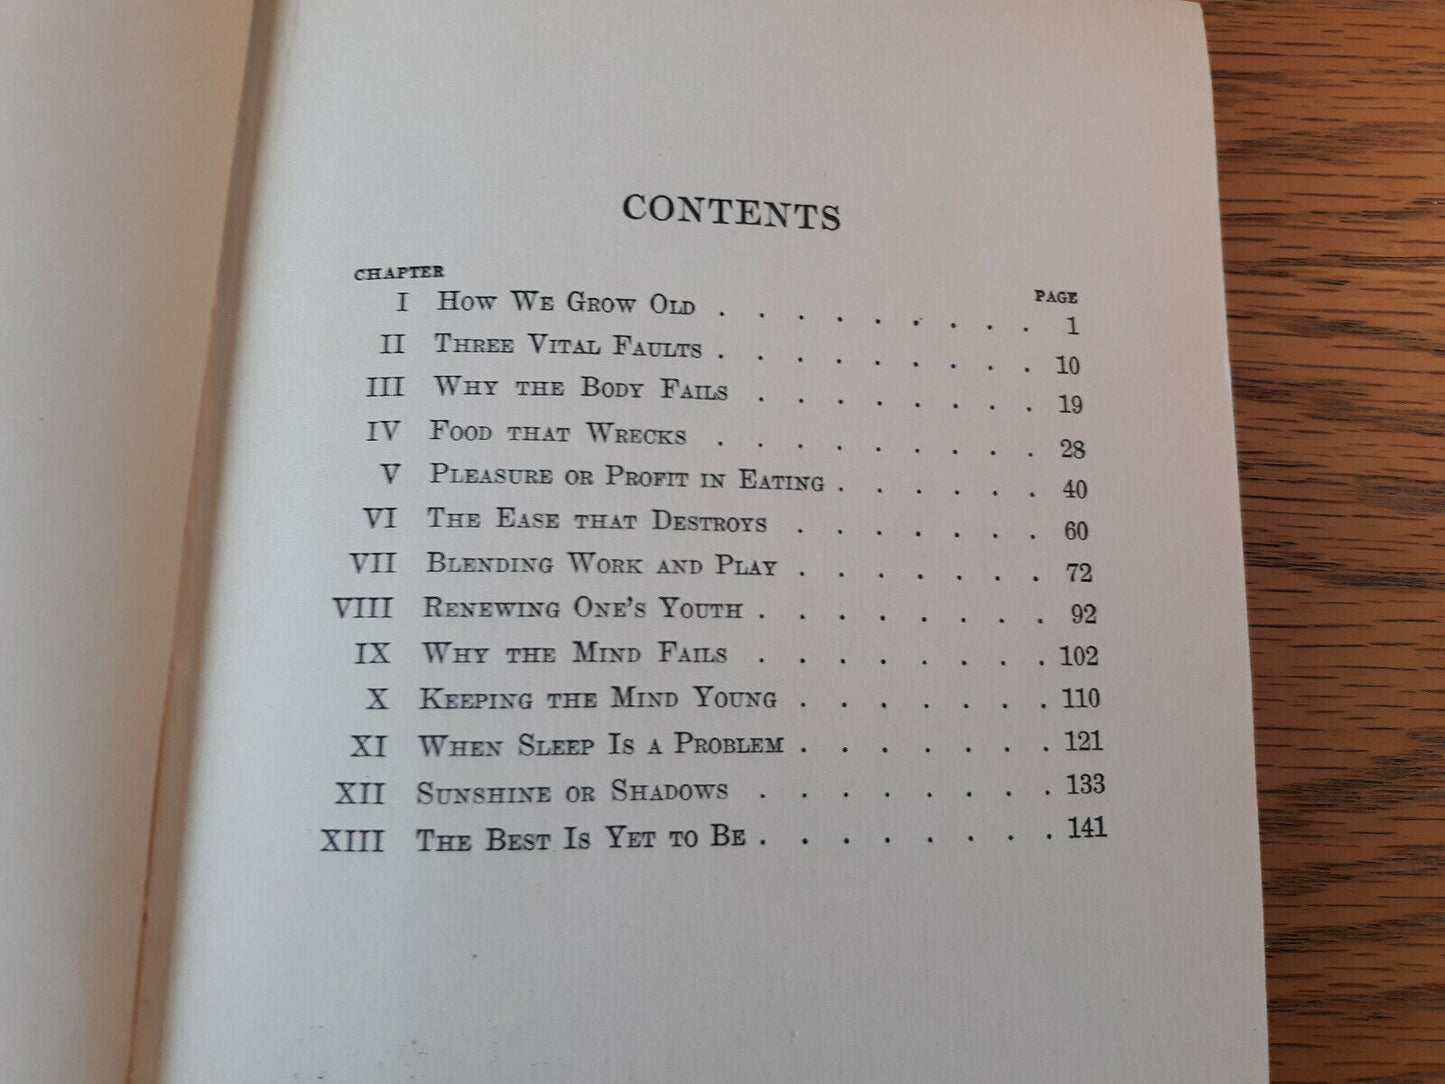 CONTENTS
CHAPTER PAGE
I How We Grow Old . . . . . . . . . 1
II Three Vital Faults . . . . . . . . . 10
III Why the Body Fails . . . . . . . . 19
IV Food that Wrecks . . . . . . . . . 28
V Pleasure or Profit in Eating . . . . . . 40
VI The Ease that Destroys . . . . . . . 60
VII Blending Work and Play . . . . . . . 72
VIII Renewing One's Youth . . . . . . . . 92
IX Why the Mind Fails . . . . . . . . 102
X Keeping the Mind Young . . . . . . . 110
XI When Sleep Is a Problem . . . . . . . 121
XII Sunshine or Shadows . . . . . . . . 133
XIII The Best Is Yet to Be . . . . . . . . 141